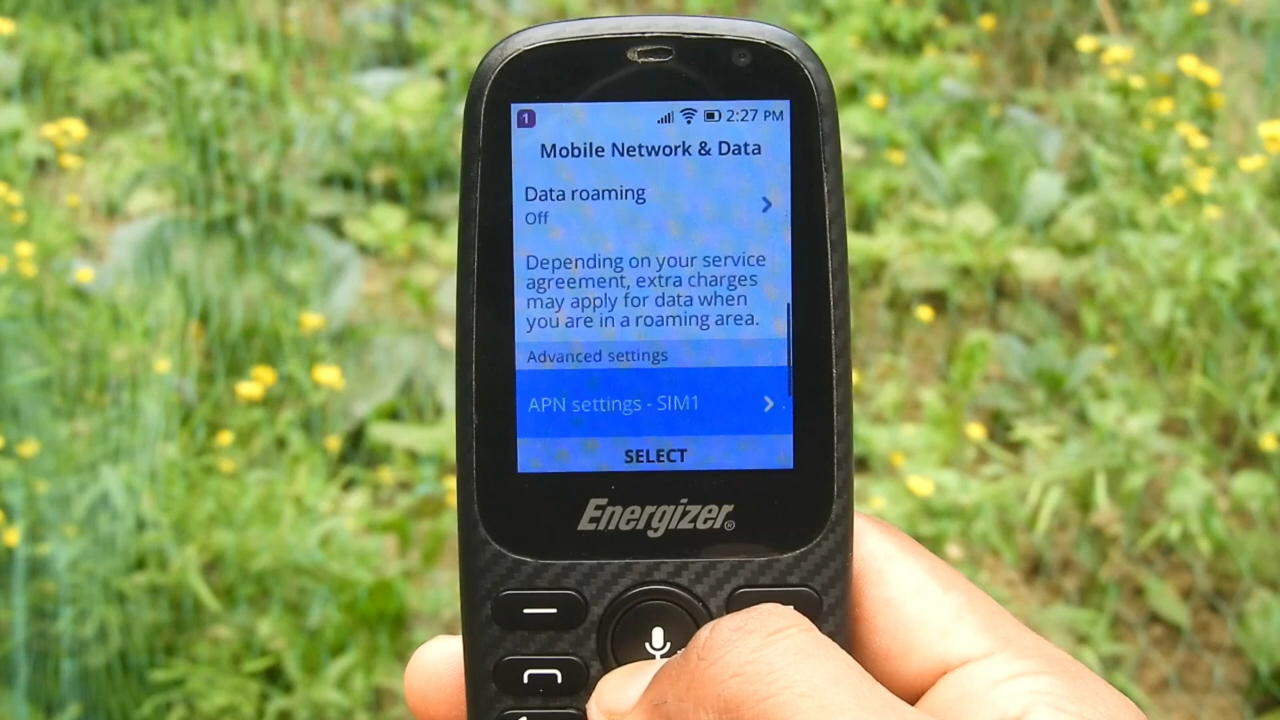 1 2:27 PM
Mobile Network & Data
Data roaming
Off
Depending on your service
agreement, extra charges
may apply for data when
you are in a roaming area.
Advanced settings
APN settings - SIM1
SELECT
Energizer®